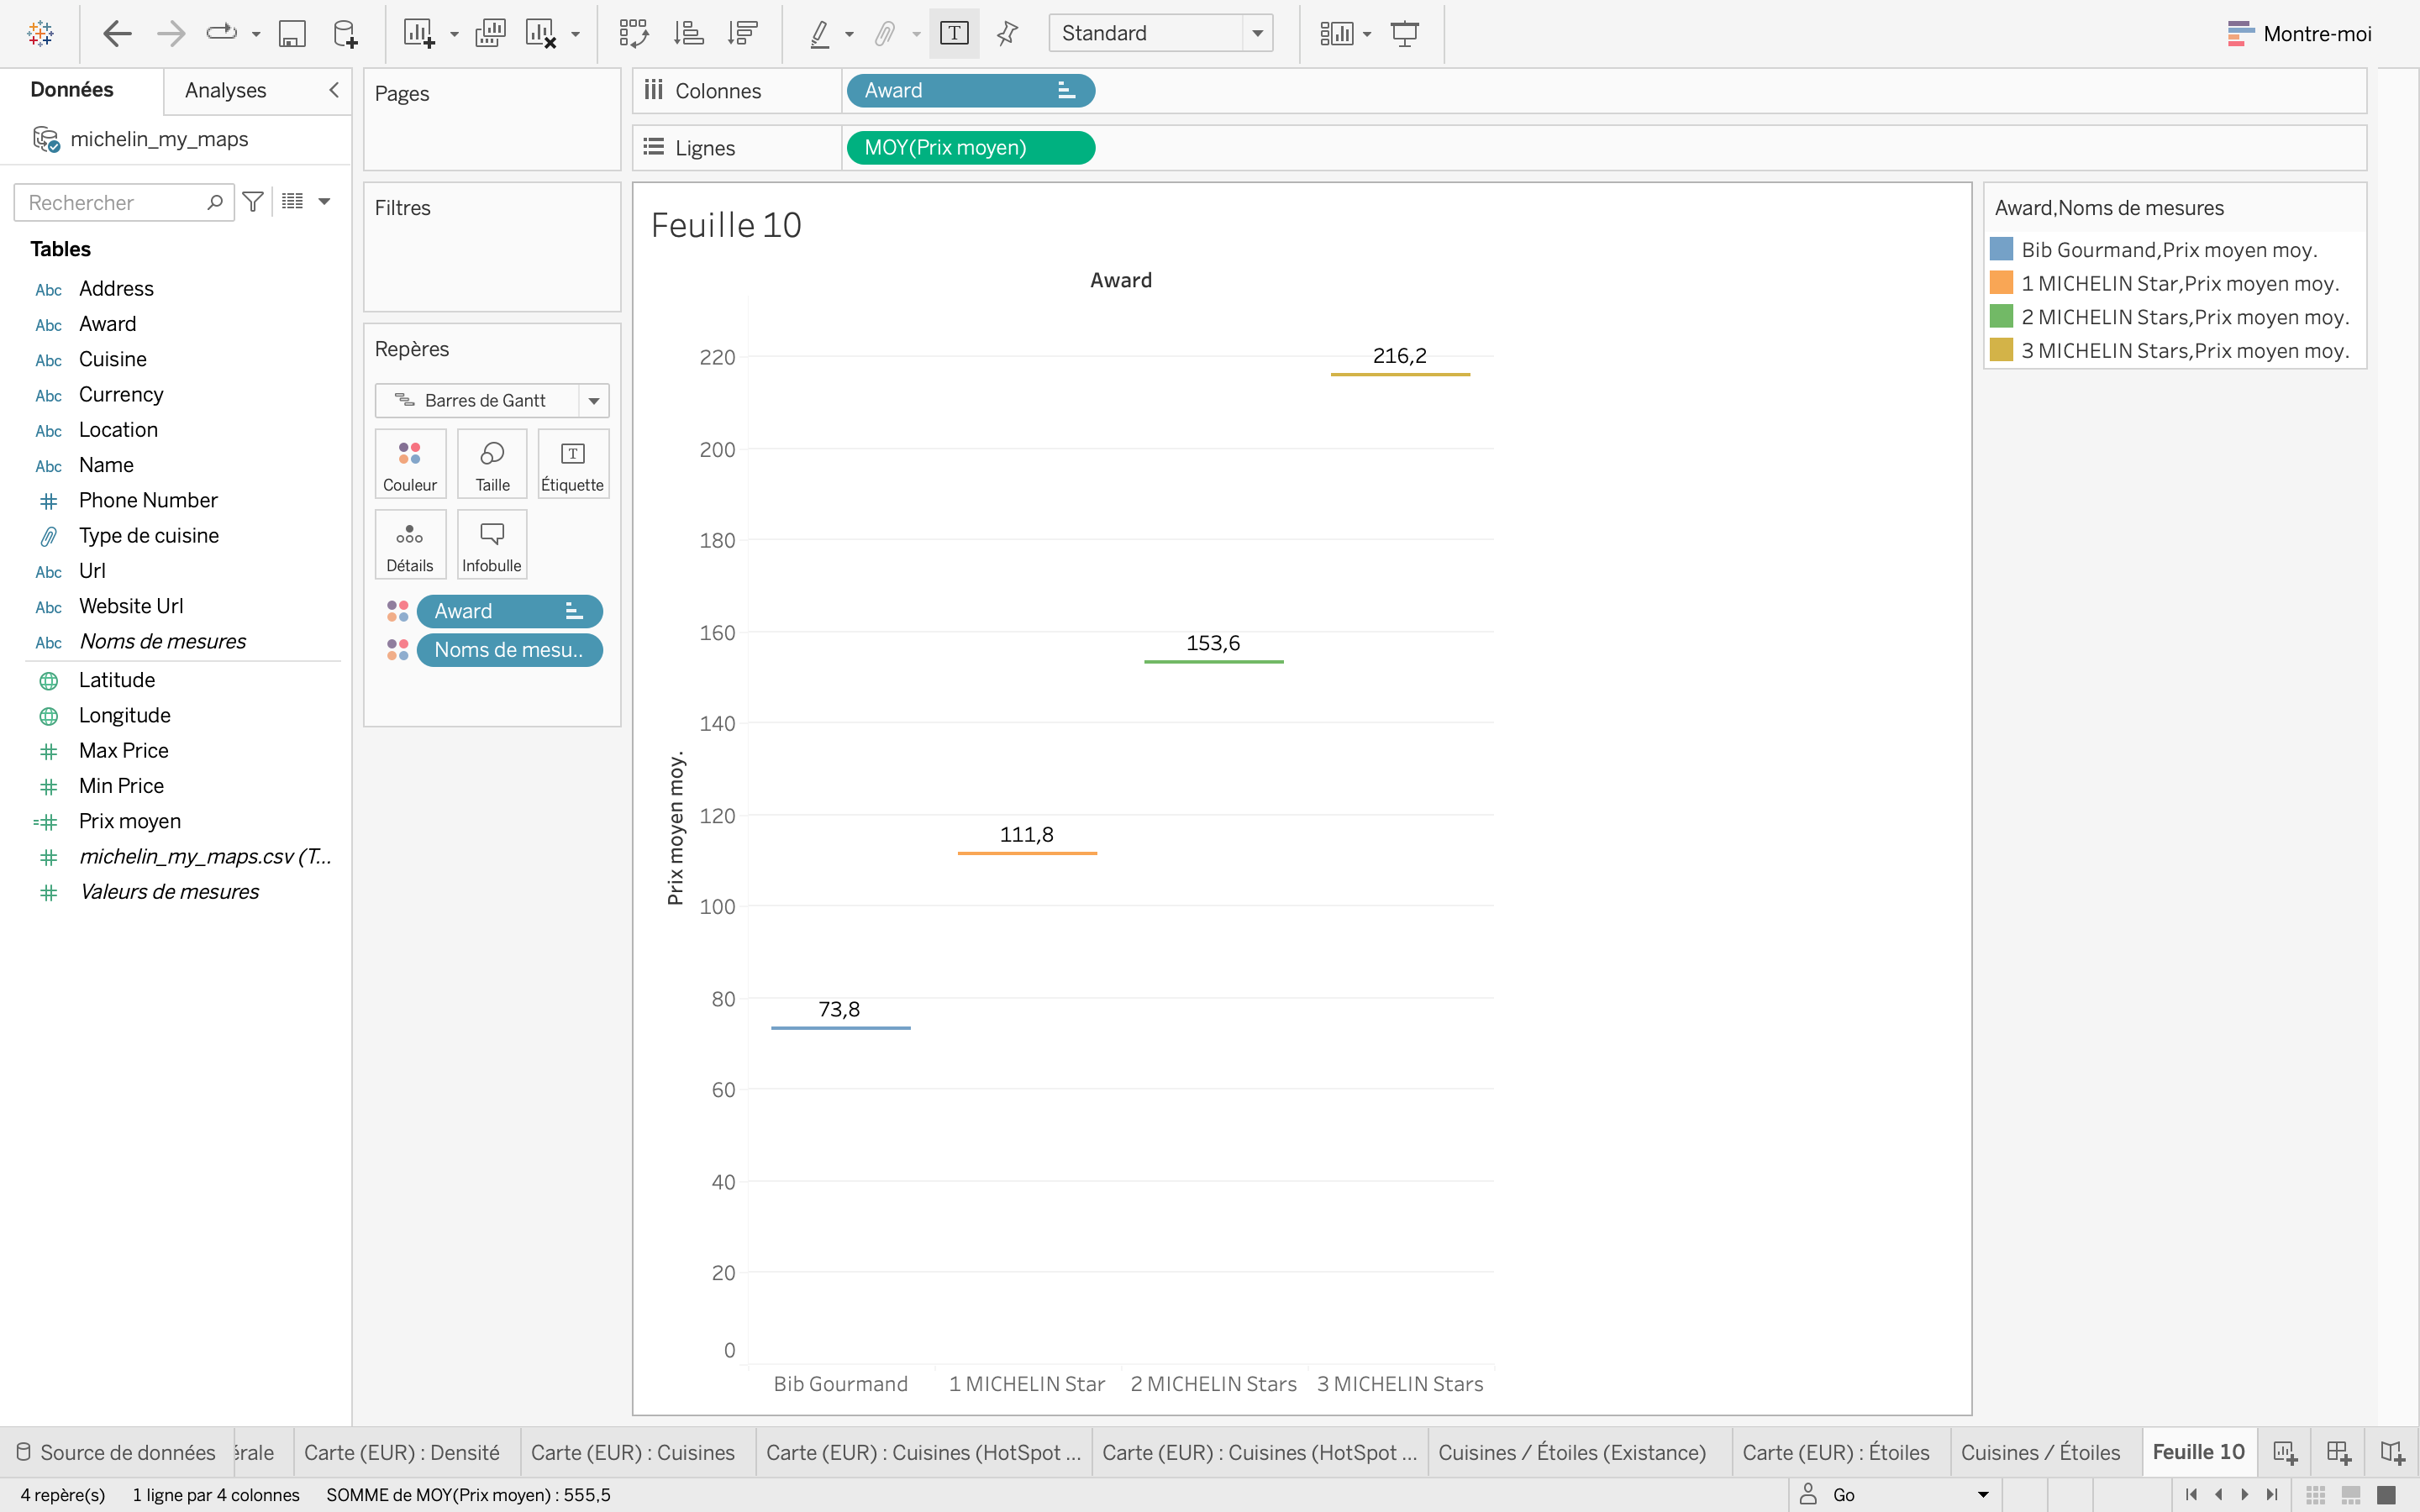 Standard
Montre-moi
Données
Analyses
michelin_my_maps
Rechercher
Tables
Abc Address
Abc Award
Abc Cuisine
Abc Currency
Abc Location
Abc Name
Phone Number
Type de cuisine
Abc Url
Abc Website Url
Abc Noms de mesures
Latitude
Longitude
Max Price
Min Price
Prix moyen
michelin_my_maps.csv (T...
Valeurs de mesures
Pages
Filtres
Repères
Barres de Gantt
Couleur
Taille
T
Étiquette
Détails
Infobulle
Award
Noms de mesu..
Colonnes
Award
Lignes
MOY(Prix moyen)
Feuille 10
Award
Prix moyen moy.
220
200
180
160
140
120
100
80
60
40
20
0
73,8
111,8
153,6
216,2
Bib Gourmand
1 MICHELIN Star
2 MICHELIN Stars
3 MICHELIN Stars
Award,Noms de mesures
Bib Gourmand,Prix moyen moy.
1 MICHELIN Star,Prix moyen moy.
2 MICHELIN Stars,Prix moyen moy.
3 MICHELIN Stars,Prix moyen moy.
Source de données
érale
Carte (EUR) : Densité
Carte (EUR) : Cuisines
Carte (EUR) : Cuisines (HotSpot ...
Carte (EUR) : Cuisines (HotSpot ...
Cuisines / Étoiles (Existance)
Carte (EUR) : Étoiles
Cuisines / Étoiles
Feuille 10
4 repère(s)
1 ligne par 4 colonnes
SOMME de MOY(Prix moyen) : 555,5
Go